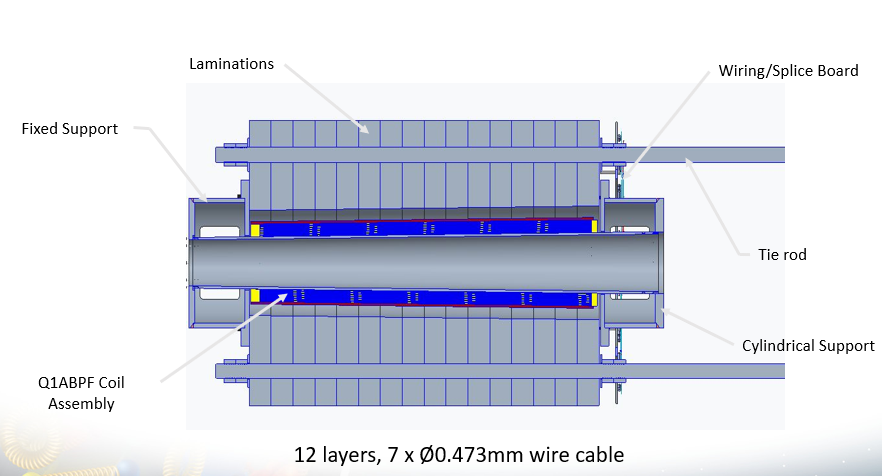 Laminations
Wiring/Splice Board
Fixed Support
Tie rod
Cylindrical Support
Q1ABPF Coil
Assembly
12 layers, 7 x Ø0.473mm wire cable